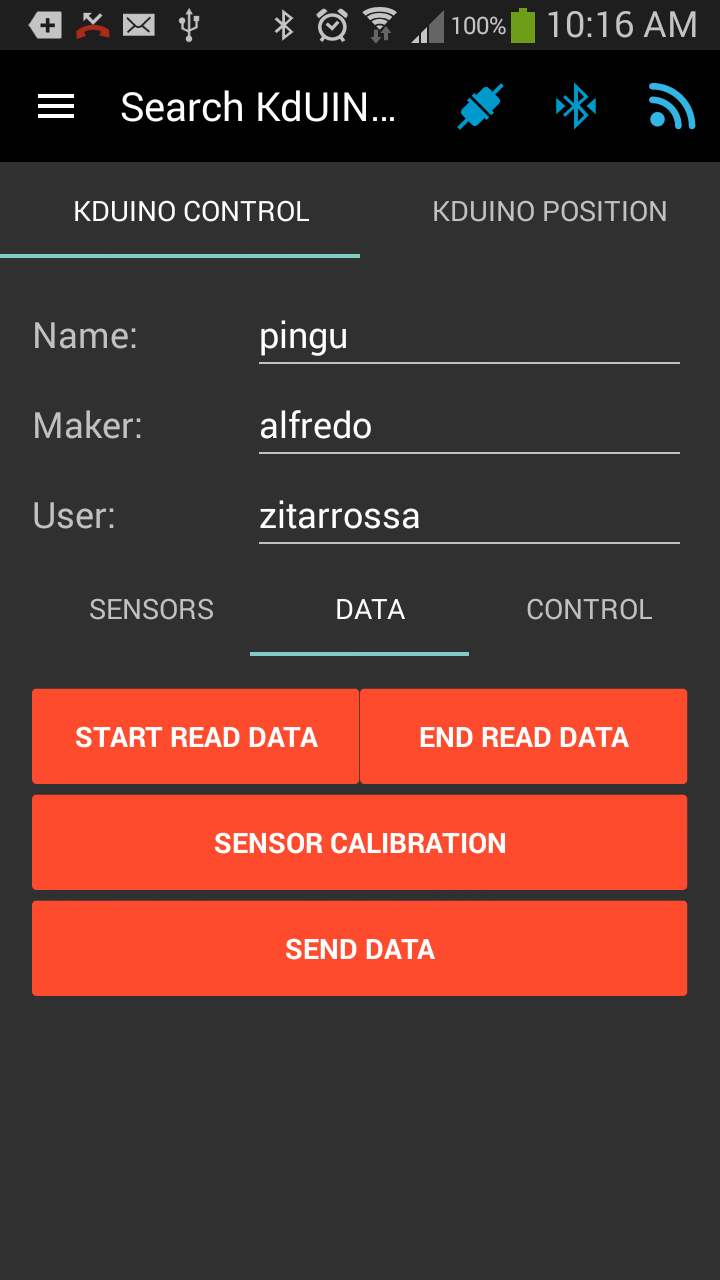 100% 10:16 AM
Search KdUIN...
KDUINO CONTROL KDUINO POSITION
Name: pingu
Maker: alfredo
User: zitarrossa
SENSORS DATA CONTROL
START READ DATA END READ DATA
SENSOR CALIBRATION
SEND DATA